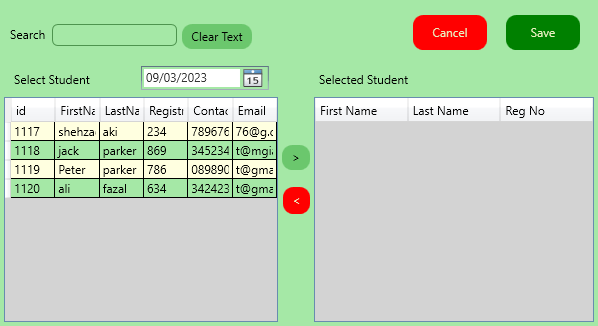 Search Clear Text Cancel Save
Select Student 09/03/2023 15 Selected Student
id FirstNa LastNa Registr Contac Email First Name Last Name Reg No
1117 shehza aki 234 789676 76@g.c
1118 jack parker 869 345234 t@mgi
1119 Peter parker 786 089890 t@gma
>
1120 ali fazal 634 342423 t@gma
<